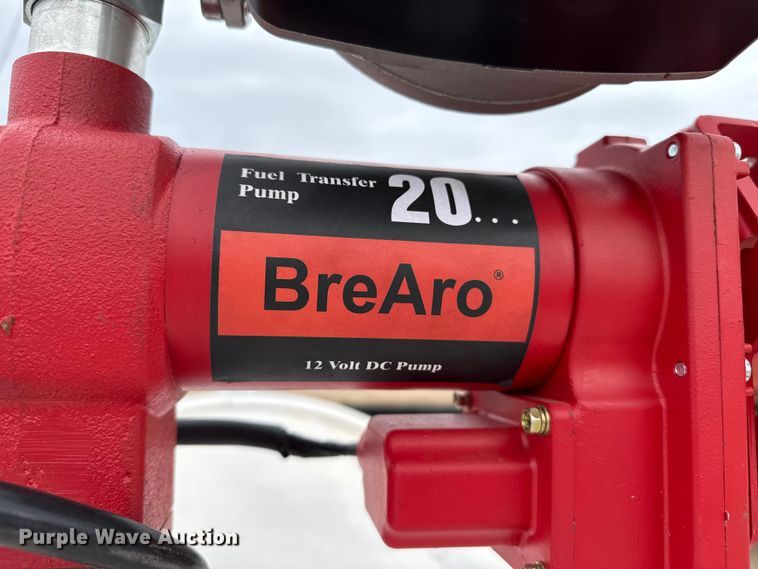 Fuel Transfer
Pump
20...
BreAro®
12 Volt DC Pump
Purple Wave Auction